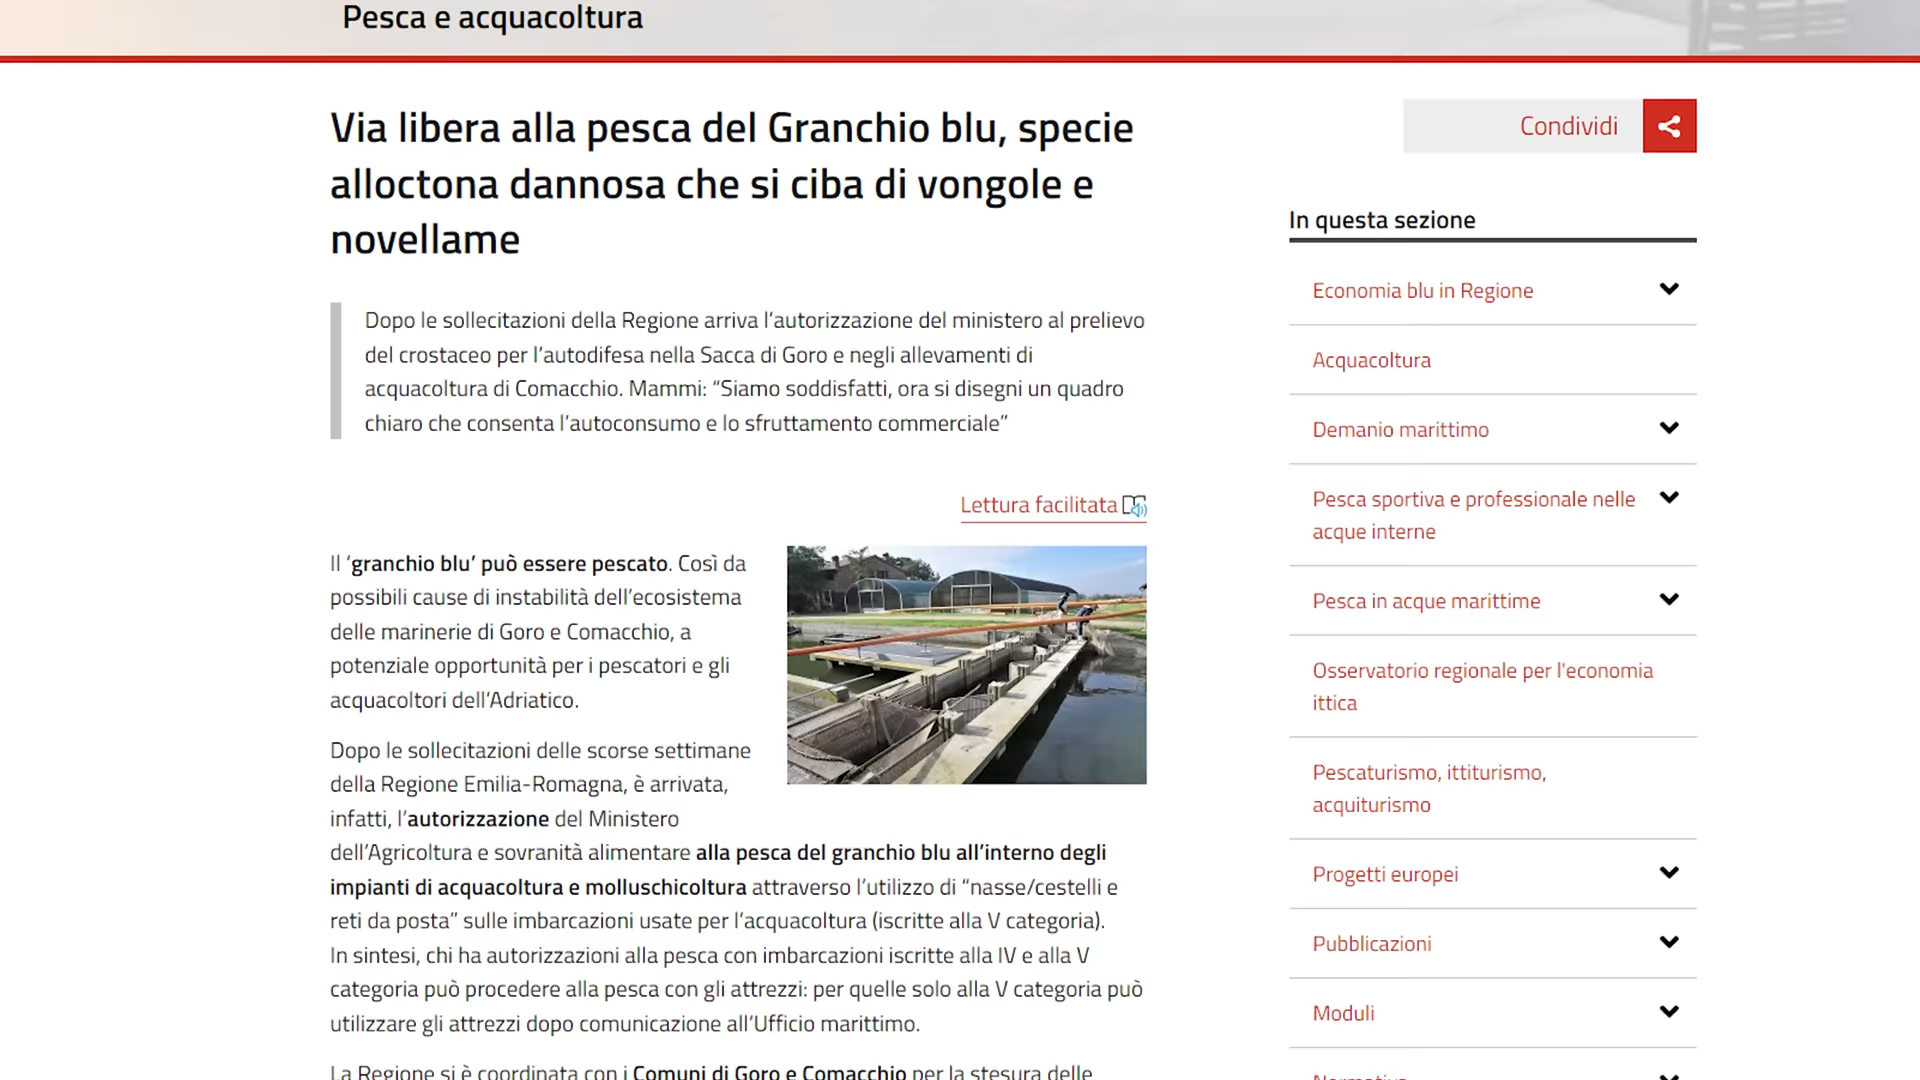 Pesca e acquacoltura
Via libera alla pesca del Granchio blu, specie
alloctona dannosa che si ciba di vongole e
novellame
Dopo le sollecitazioni della Regione arriva l’autorizzazione del ministero al prelievo
del crostaceo per l’autodifesa nella Sacca di Goro e negli allevamenti di
acquacoltura di Comacchio. Mammi: “Siamo soddisfatti, ora si disegni un quadro
chiaro che consenta l’autoconsumo e lo sfruttamento commerciale”
Lettura facilitata
Il ‘granchio blu’ può essere pescato. Così da
possibili cause di instabilità dell’ecosistema
delle marinerie di Goro e Comacchio, a
potenziale opportunità per i pescatori e gli
acquacoltori dell’Adriatico.
Dopo le sollecitazioni delle scorse settimane
della Regione Emilia-Romagna, è arrivata,
infatti, l’autorizzazione del Ministero
dell’Agricoltura e sovranità alimentare alla pesca del granchio blu all’interno degli
impianti di acquacoltura e molluschicoltura attraverso l’utilizzo di “nasse/cestelli e
reti da posta” sulle imbarcazioni usate per l’acquacoltura (iscritte alla V categoria).
In sintesi, chi ha autorizzazioni alla pesca con imbarcazioni iscritte alla IV e alla V
categoria può procedere alla pesca con gli attrezzi: per quelle solo alla V categoria può
utilizzare gli attrezzi dopo comunicazione all’Ufficio marittimo.
La Regione si è coordinata con i Comuni di Goro e Comacchio per la stesura delle
Condividi
In questa sezione
Economia blu in Regione
Acquacoltura
Demanio marittimo
Pesca sportiva e professionale nelle
acque interne
Pesca in acque marittime
Osservatorio regionale per l'economia
ittica
Pescaturismo, ittiturismo,
acquiturismo
Progetti europei
Pubblicazioni
Moduli
Normativa